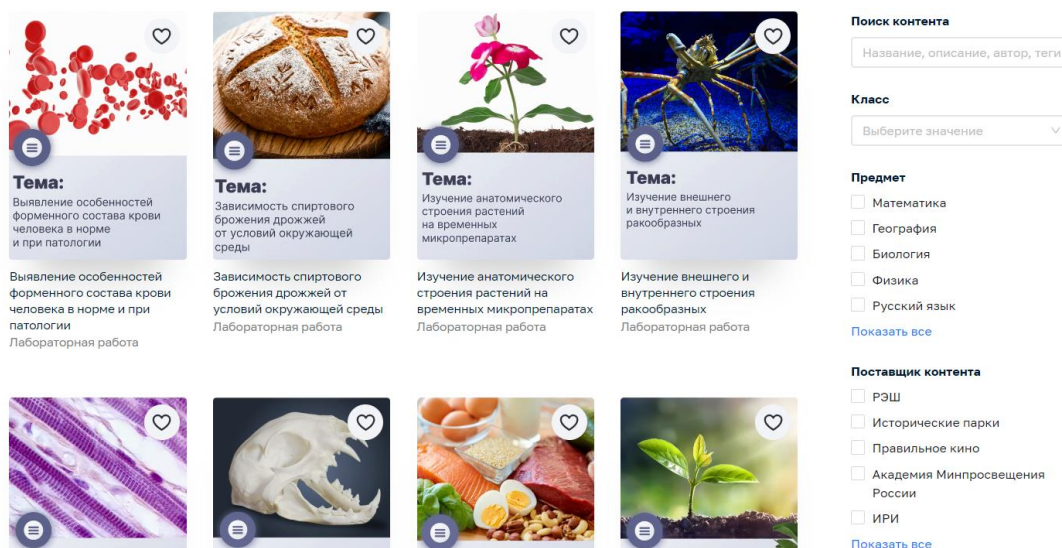 Тема:
Выявление особенностей
форменного состава крови
человека в норме
и при патологии
Выявление особенностей
форменного состава крови
человека в норме и при
патологии
Лабораторная работа
Тема:
Зависимость спиртового
брожения дрожжей
от условий окружающей
среды
Зависимость спиртового
брожения дрожжей от
условий окружающей среды
Лабораторная работа
Тема:
Изучение анатомического
строения растений
на временных
микропрепаратах
Изучение анатомического
строения растений на
временных микропрепаратах
Лабораторная работа
Тема:
Изучение внешнего
и внутреннего строения
ракообразных
Изучение внешнего и
внутреннего строения
ракообразных
Лабораторная работа
Поиск контента
Название, описание, автор, теги
Класс
Выберите значение
Предмет
Математика
География
Биология
Физика
Русский язык
Показать все
Поставщик контента
РЭШ
Исторические парки
Правильное кино
Академия Минпросвещения
России
ИРИ
Показать все